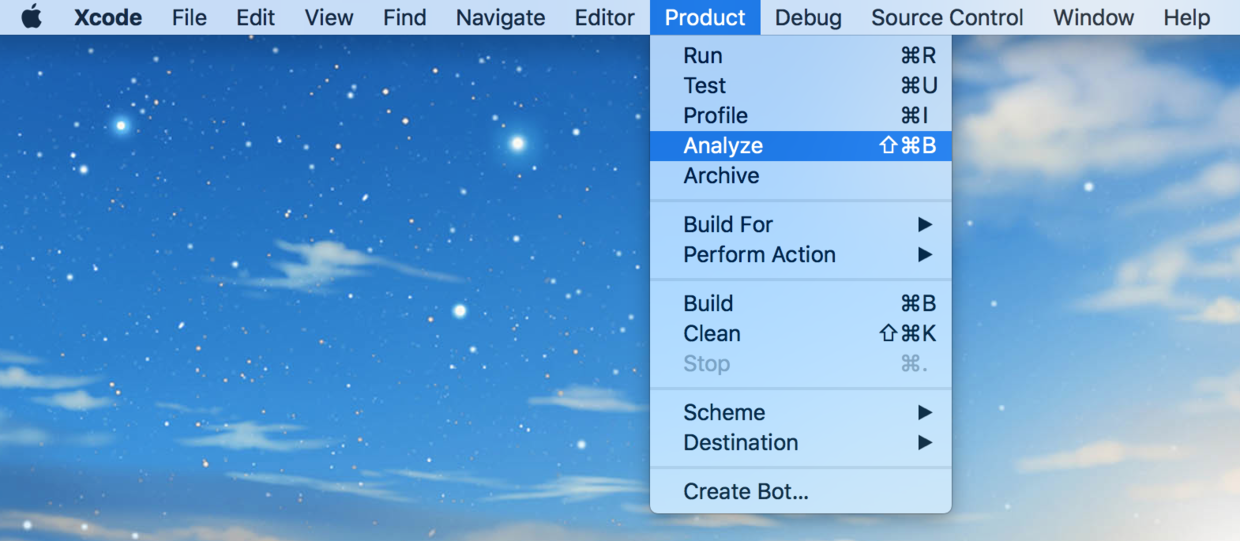 Xcode File Edit View Find Navigate Editor Product Debug Source Control Window Help
Run ⌘R
Test ⌘U
Profile ⌘I
Analyze ⇧⌘B
Archive
Build For ▶
Perform Action ▶
Build ⌘B
Clean ⇧⌘K
Stop ⌘.
Scheme ▶
Destination ▶
Create Bot...